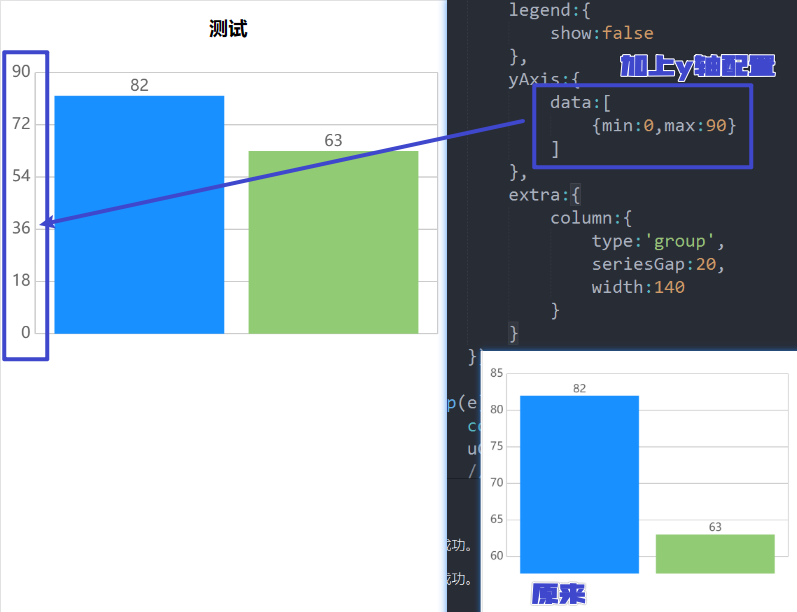 测试
90
72
54
36
18
0
82
63
legend:{
show:false
},
加上y轴配置
yAxis:{
data:[
{min:0,max:90}
]
},
extra:{
column:{
type:'group',
seriesGap:20,
width:140
}
}
}
p(e
co
//
成功。
成功。
85
80
75
70
65
60
82
63
原来